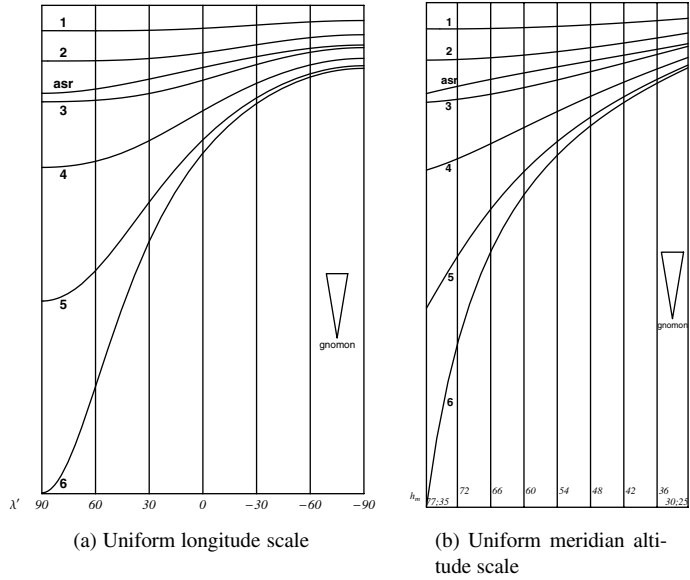 1
2
asr
3
4
5
6
gnomon
λ′ 90 60 30 0 −30 −60 −90
(a) Uniform longitude scale
1
2
asr
3
4
5
6
gnomon
hm 77;35 72 66 60 54 48 42 36 30;25
(b) Uniform meridian alti-
tude scale